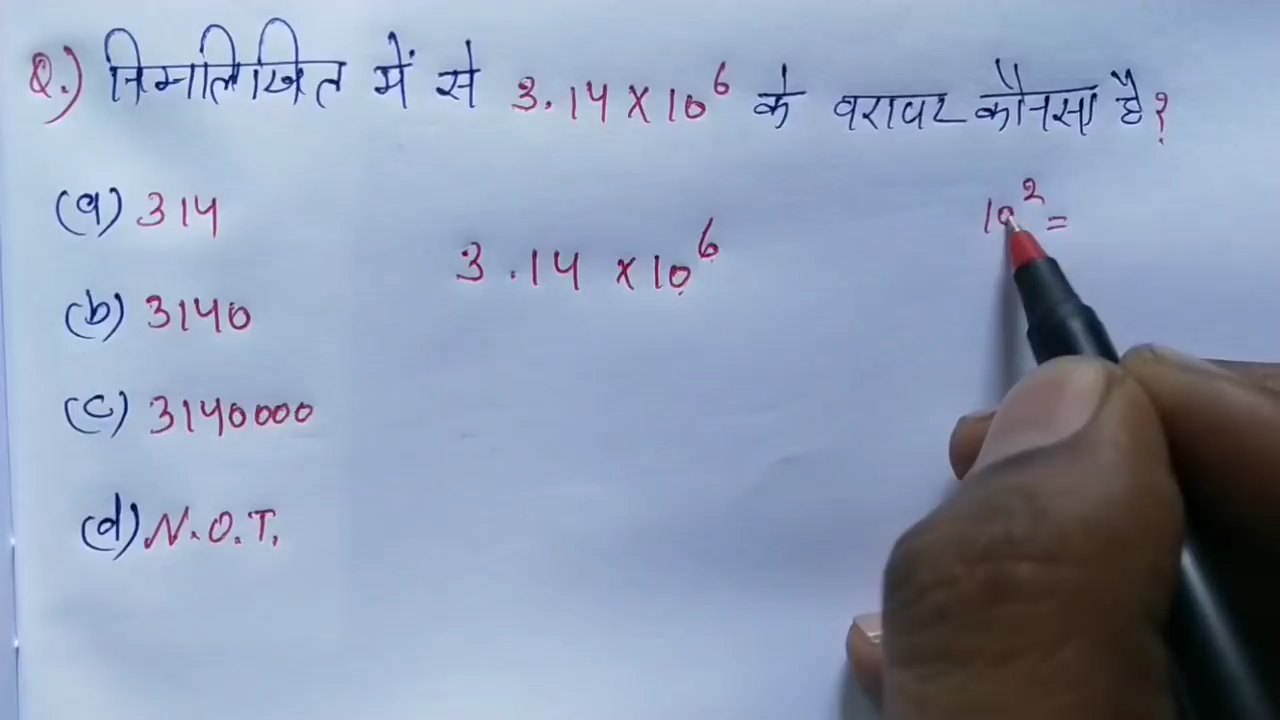 Q.) निम्नलिखित में से 3.14 × 10⁶ के बराबर कौनसा है?
(a) 314
(b) 3140
(c) 3140000
(d) N.O.T.
3.14 × 10⁶
10² =